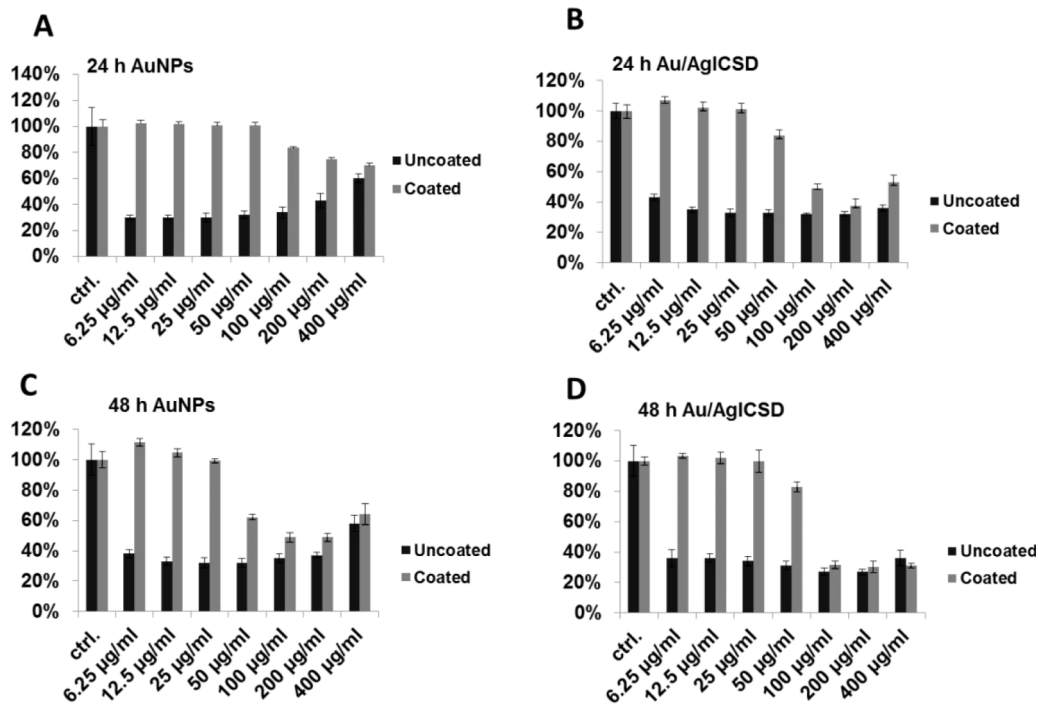 A
24 h AuNPs
140%
120%
100%
80%
60%
40%
20%
0%
ctrl.
6.25 µg/ml
12.5 µg/ml
25 µg/ml
50 µg/ml
100 µg/ml
200 µg/ml
400 µg/ml
Uncoated
Coated
B
24 h Au/AgICSD
120%
100%
80%
60%
40%
20%
0%
ctrl.
6.25 µg/ml
12.5 µg/ml
25 µg/ml
50 µg/ml
100 µg/ml
200 µg/ml
400 µg/ml
Uncoated
Coated
C
48 h AuNPs
120%
100%
80%
60%
40%
20%
0%
ctrl.
6.25 µg/ml
12.5 µg/ml
25 µg/ml
50 µg/ml
100 µg/ml
200 µg/ml
400 µg/ml
Uncoated
Coated
D
48 h Au/AgICSD
120%
100%
80%
60%
40%
20%
0%
ctrl.
6.25 µg/ml
12.5 µg/ml
25 µg/ml
50 µg/ml
100 µg/ml
200 µg/ml
400 µg/ml
Uncoated
Coated